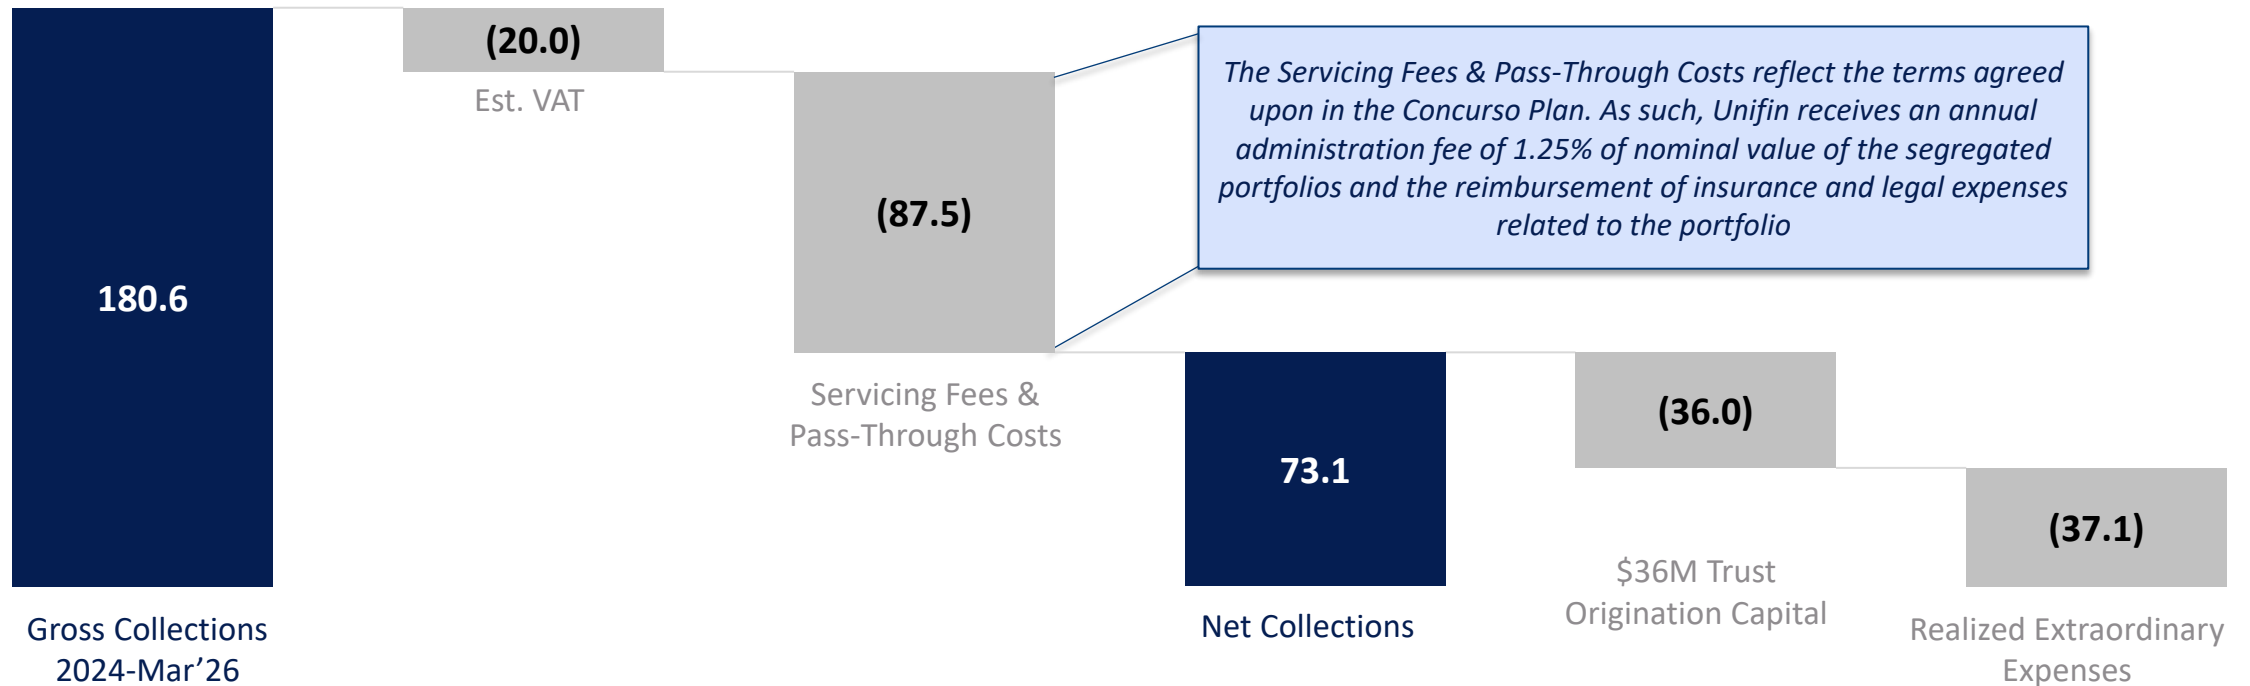 (20.0)
Est. VAT
The Servicing Fees & Pass-Through Costs reflect the terms agreed
upon in the Concurso Plan. As such, Unifin receives an annual
administration fee of 1.25% of nominal value of the segregated
portfolios and the reimbursement of insurance and legal expenses
related to the portfolio
(87.5)
180.6
Servicing Fees &
Pass-Through Costs
(36.0)
73.1
(37.1)
$36M Trust
Origination Capital
Gross Collections
2024-Mar’26
Net Collections
Realized Extraordinary
Expenses